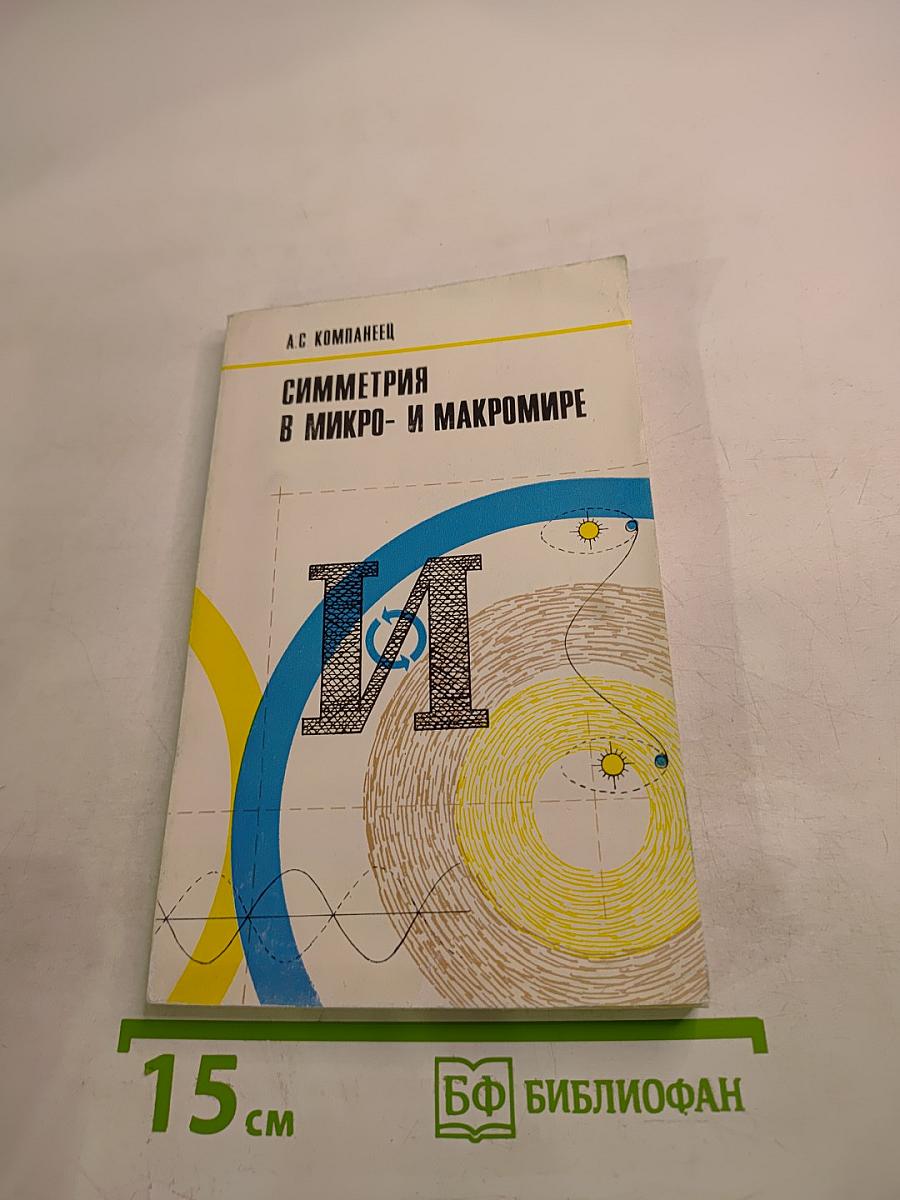 А.С КОМПАНЕЕЦ
СИММЕТРИЯ
В МИКРО- И МАКРОМИРЕ
И
15 см
БФ БИБЛИОФАН